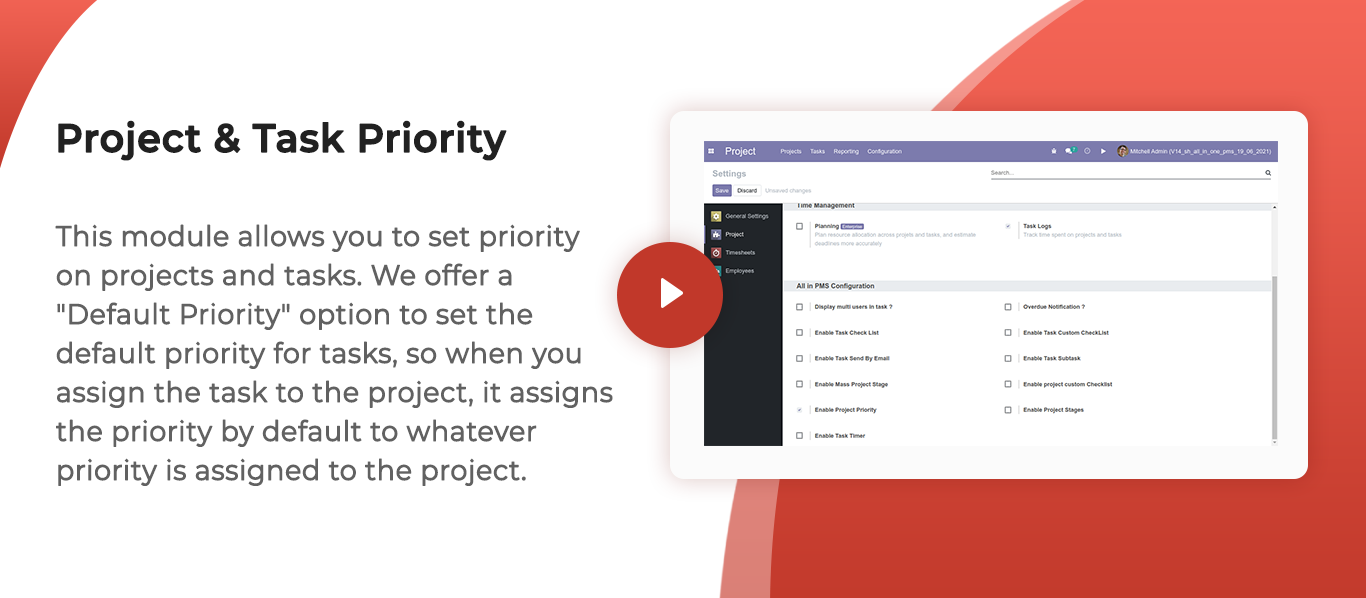 Project & Task Priority
This module allows you to set priority
on projects and tasks. We offer a
"Default Priority" option to set the
default priority for tasks, so when you
assign the task to the project, it assigns
the priority by default to whatever
priority is assigned to the project.
Project Projects Tasks Reporting Configuration Mitchell Admin (V14_sh_all_in_one_pms_19_06_2021)
Settings Search...
Save Discard Unsaved changes
General Settings
Project
Timesheets
Employees
Time Management
Planning Enterprise Task Logs
Plan resource allocation across projets and tasks, and estimate Track time spent on projects and tasks
deadlines more accurately
All in PMS Configuration
Display multi users in task ? Overdue Notification ?
Enable Task Check List Enable Task Custom CheckList
Enable Task Send By Email Enable Task Subtask
Enable Mass Project Stage Enable project custom Checklist
Enable Project Priority Enable Project Stages
Enable Task Timer